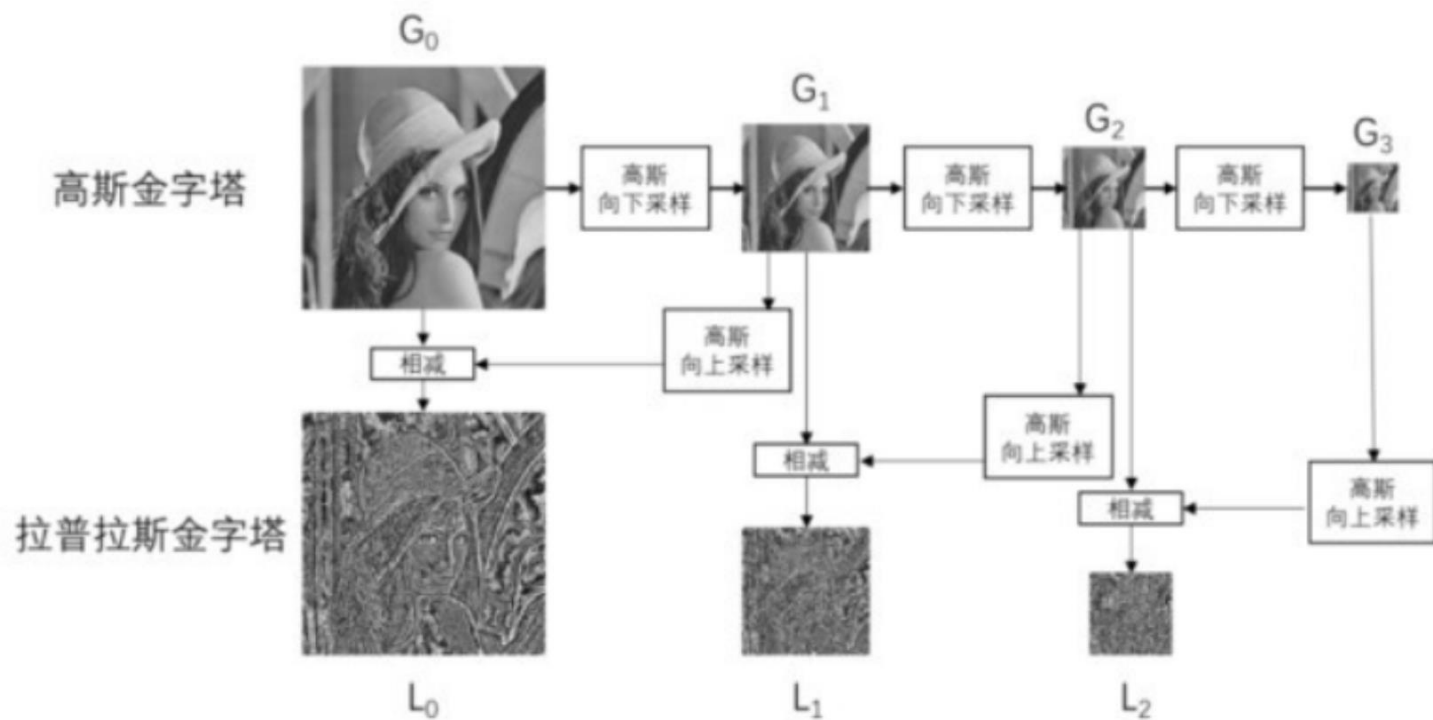 G₀
G₁
G₂
G₃
高斯金字塔
高斯
向下采样
高斯
向下采样
高斯
向下采样
相减
高斯
向上采样
相减
高斯
向上采样
相减
高斯
向上采样
拉普拉斯金字塔
L₀
L₁
L₂